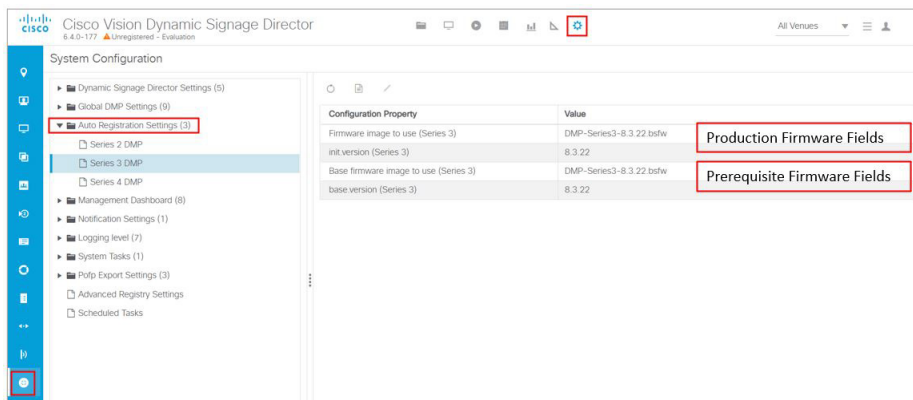 cisco
Cisco Vision Dynamic Signage Director
6.4.0-177 Unregistered - Evaluation
All Venues
System Configuration
Dynamic Signage Director Settings (5)
Global DMP Settings (9)
Auto Registration Settings (3)
Series 2 DMP
Series 3 DMP
Series 4 DMP
Management Dashboard (8)
Notification Settings (1)
Logging level (7)
System Tasks (1)
Pofp Export Settings (3)
Advanced Registry Settings
Scheduled Tasks
Configuration Property Value
Firmware image to use (Series 3) DMP-Series3-8.3.22.bsfw
init.version (Series 3) 8.3.22
Production Firmware Fields
Base firmware image to use (Series 3) DMP-Series3-8.3.22.bsfw
base.version (Series 3) 8.3.22
Prerequisite Firmware Fields